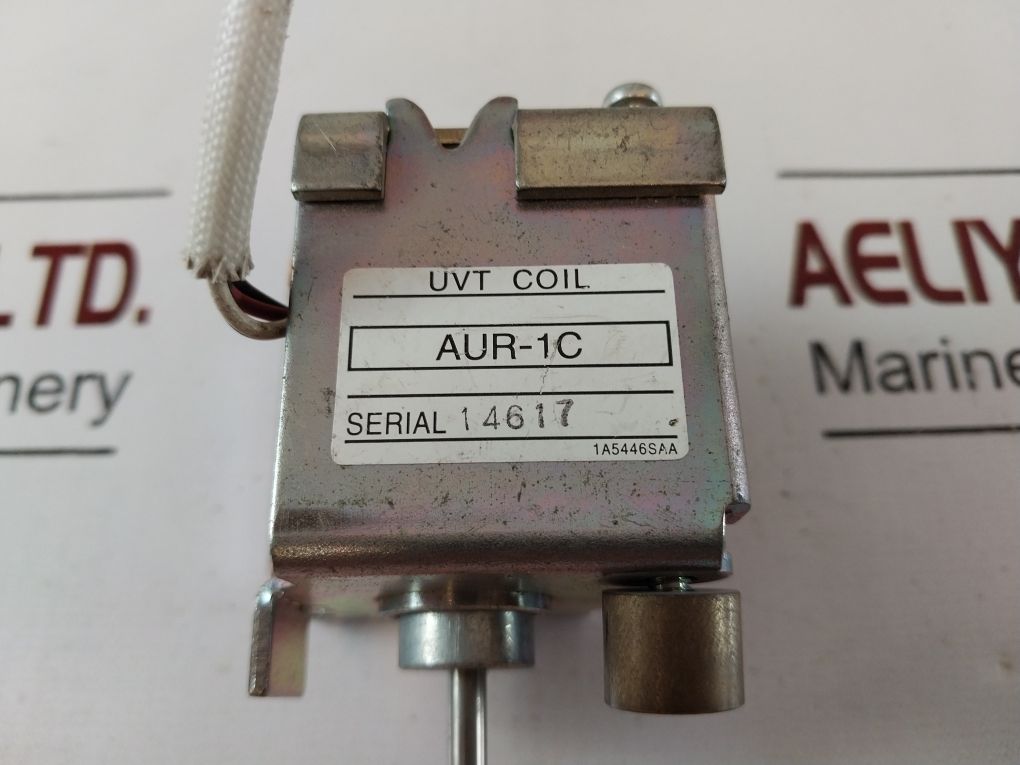 UVT COIL
AUR-1C
SERIAL 14617
1A5446SAA
LTD.
nery
AELIY
Marine